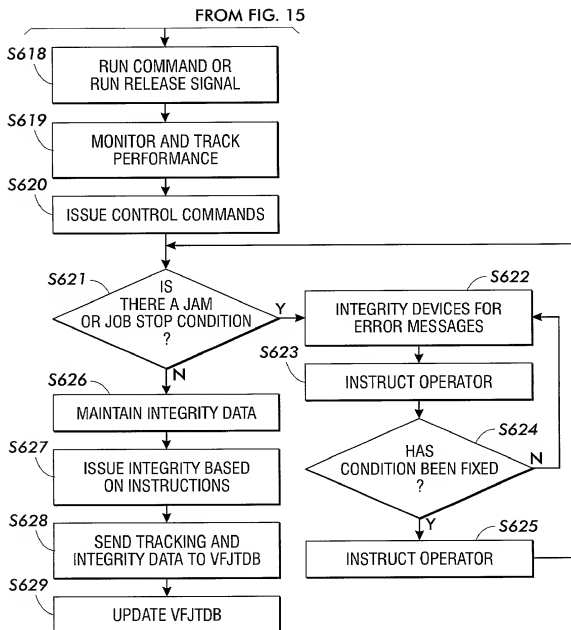 FROM FIG. 15
S618
RUN COMMAND OR
RUN RELEASE SIGNAL
S619
MONITOR AND TRACK
PERFORMANCE
S620
ISSUE CONTROL COMMANDS
S621
IS
THERE A JAM
OR JOB STOP CONDITION
?
Y
N
S622
INTEGRITY DEVICES FOR
ERROR MESSAGES
S623
INSTRUCT OPERATOR
S624
HAS
CONDITION BEEN FIXED
?
N
Y
S625
INSTRUCT OPERATOR
S626
MAINTAIN INTEGRITY DATA
S627
ISSUE INTEGRITY BASED
ON INSTRUCTIONS
S628
SEND TRACKING AND
INTEGRITY DATA TO VFJTDB
S629
UPDATE VFJTDB